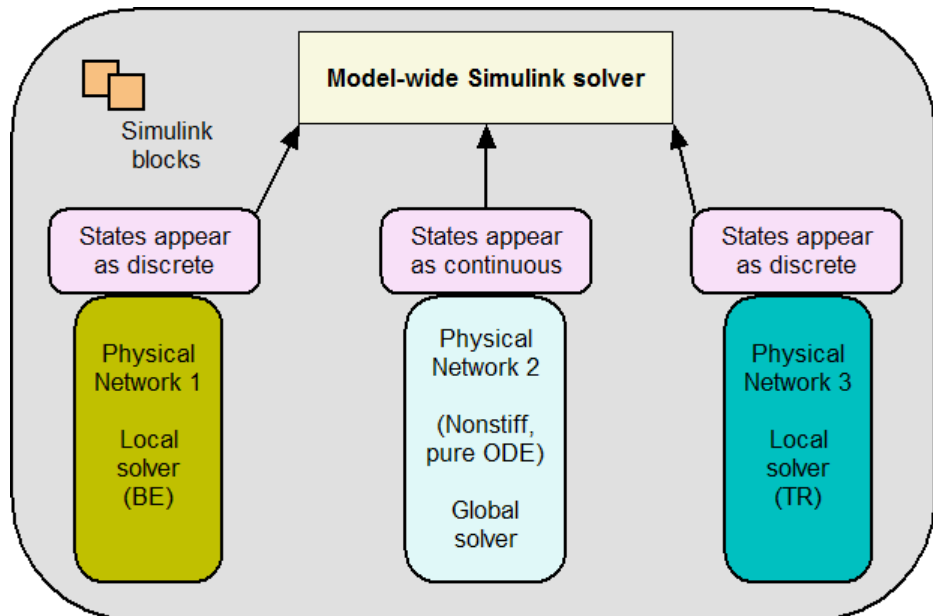 Model-wide Simulink solver
Simulink
blocks
States appear
as discrete
States appear
as continuous
States appear
as discrete
Physical
Network 1
Local
solver
(BE)
Physical
Network 2
(Nonstiff,
pure ODE)
Global
solver
Physical
Network 3
Local
solver
(TR)